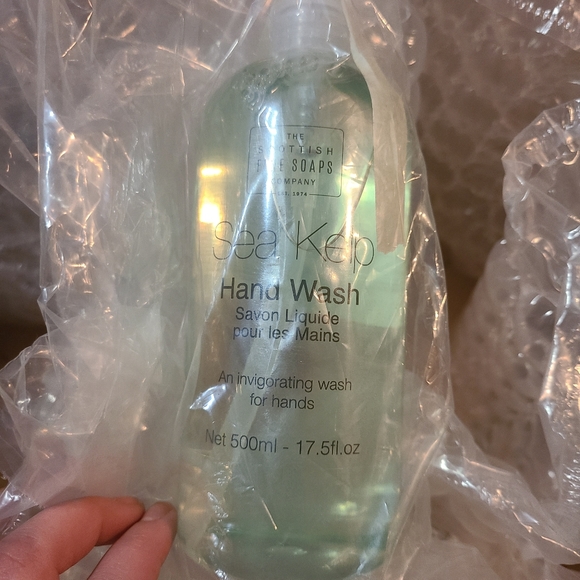 THE
SCOTTISH
FINE SOAPS
COMPANY
EST. 1974
Sea Kelp
Hand Wash
Savon Liquide
pour les Mains
An invigorating wash
for hands
Net 500ml - 17.5fl.oz